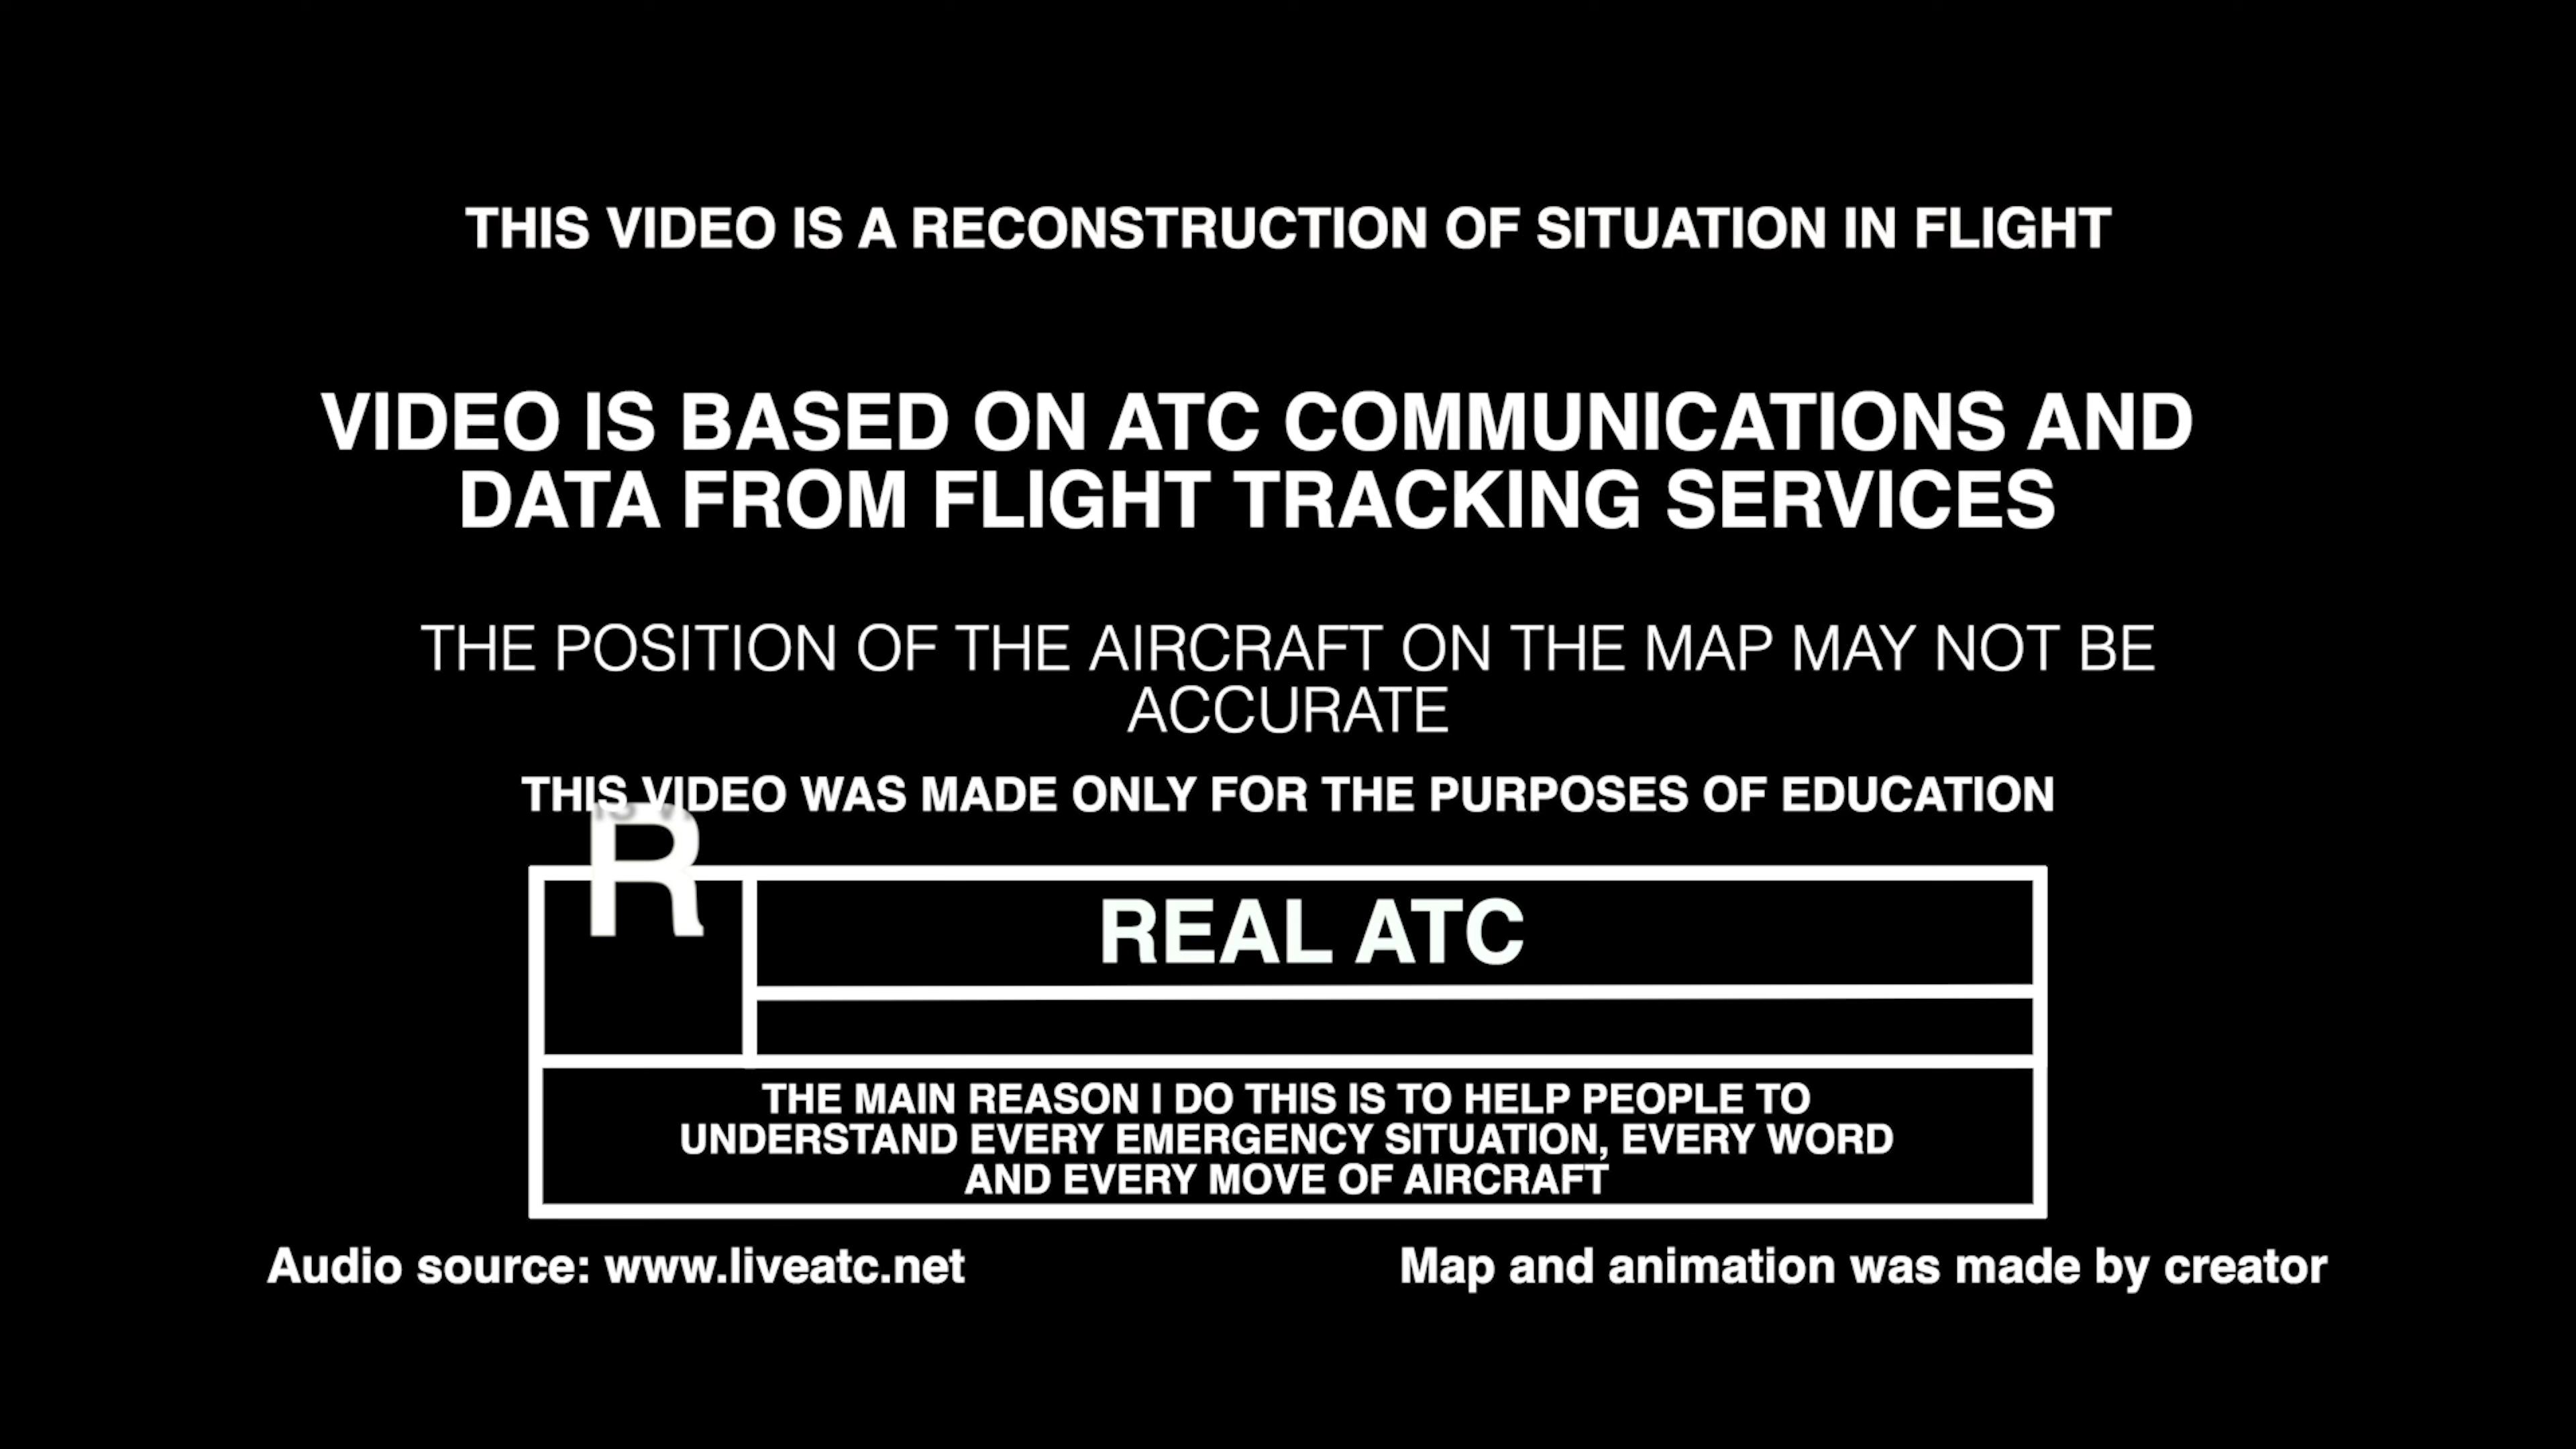 THIS VIDEO IS A RECONSTRUCTION OF SITUATION IN FLIGHT
VIDEO IS BASED ON ATC COMMUNICATIONS AND
DATA FROM FLIGHT TRACKING SERVICES
THE POSITION OF THE AIRCRAFT ON THE MAP MAY NOT BE
ACCURATE
THIS VIDEO WAS MADE ONLY FOR THE PURPOSES OF EDUCATION
R
REAL ATC
THE MAIN REASON I DO THIS IS TO HELP PEOPLE TO
UNDERSTAND EVERY EMERGENCY SITUATION, EVERY WORD
AND EVERY MOVE OF AIRCRAFT
Audio source: www.liveatc.net
Map and animation was made by creator